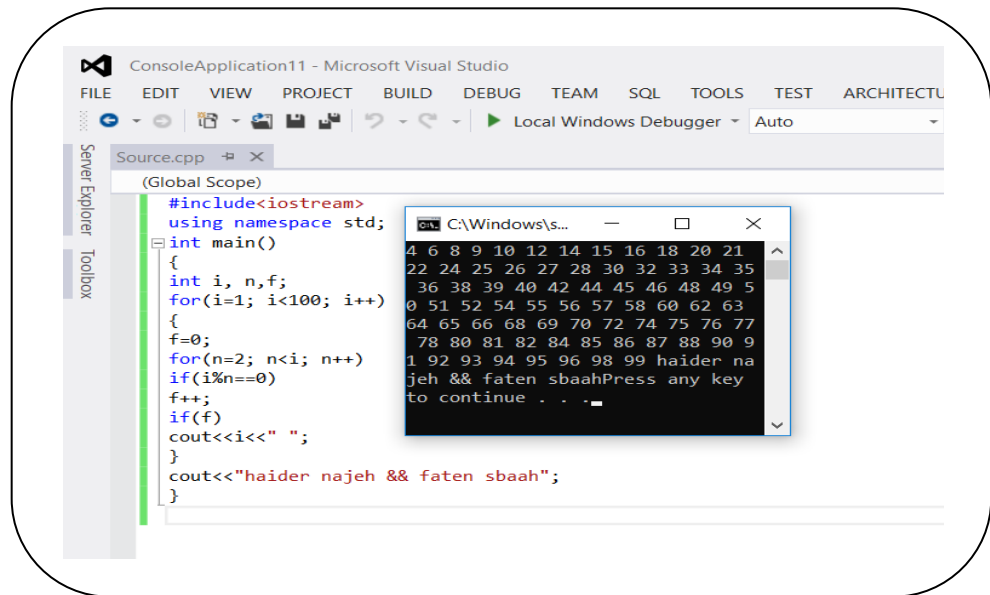 ConsoleApplication11 - Microsoft Visual Studio
FILE EDIT VIEW PROJECT BUILD DEBUG TEAM SQL TOOLS TEST ARCHITECTU
Local Windows Debugger Auto
Server Explorer
Toolbox
Source.cpp
(Global Scope)
#include<iostream>
using namespace std;
int main()
{
int i, n,f;
for(i=1; i<100; i++)
{
f=0;
for(n=2; n<i; n++)
if(i%n==0)
f++;
if(f)
cout<<i<<" ";
}
cout<<"haider najeh && faten sbaah";
}
C:\Windows\s...
4 6 8 9 10 12 14 15 16 18 20 21
22 24 25 26 27 28 30 32 33 34 35
36 38 39 40 42 44 45 46 48 49 5
0 51 52 54 55 56 57 58 60 62 63
64 65 66 68 69 70 72 74 75 76 77
78 80 81 82 84 85 86 87 88 90 9
1 92 93 94 95 96 98 99 haider na
jeh && faten sbaahPress any key
to continue . . .